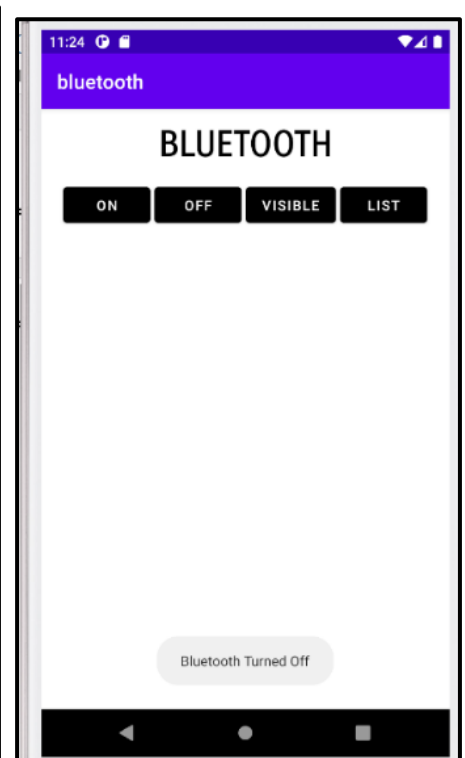 11:24
bluetooth
BLUETOOTH
ON OFF VISIBLE LIST
Bluetooth Turned Off